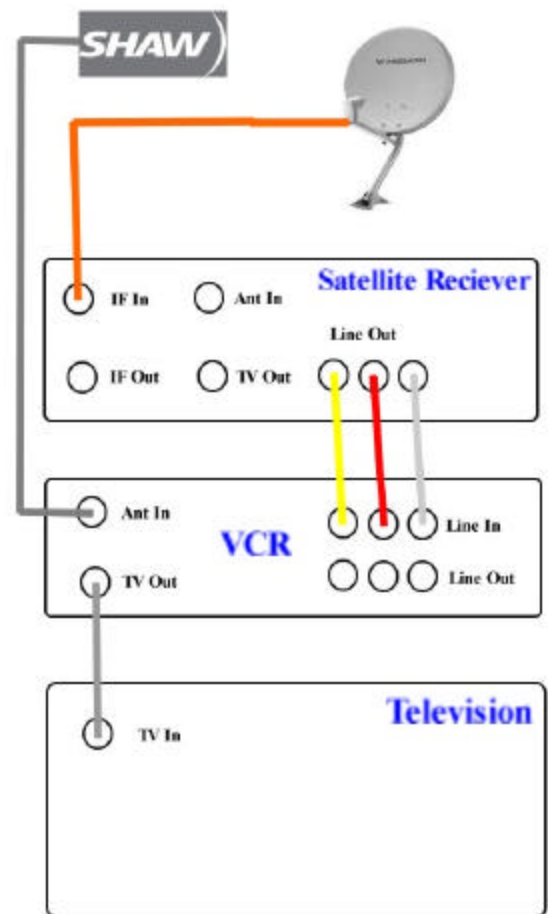 SHAW
Satellite Reciever
IF In
Ant In
Line Out
IF Out
TV Out
Ant In
Line In
VCR
TV Out
Line Out
Television
TV In